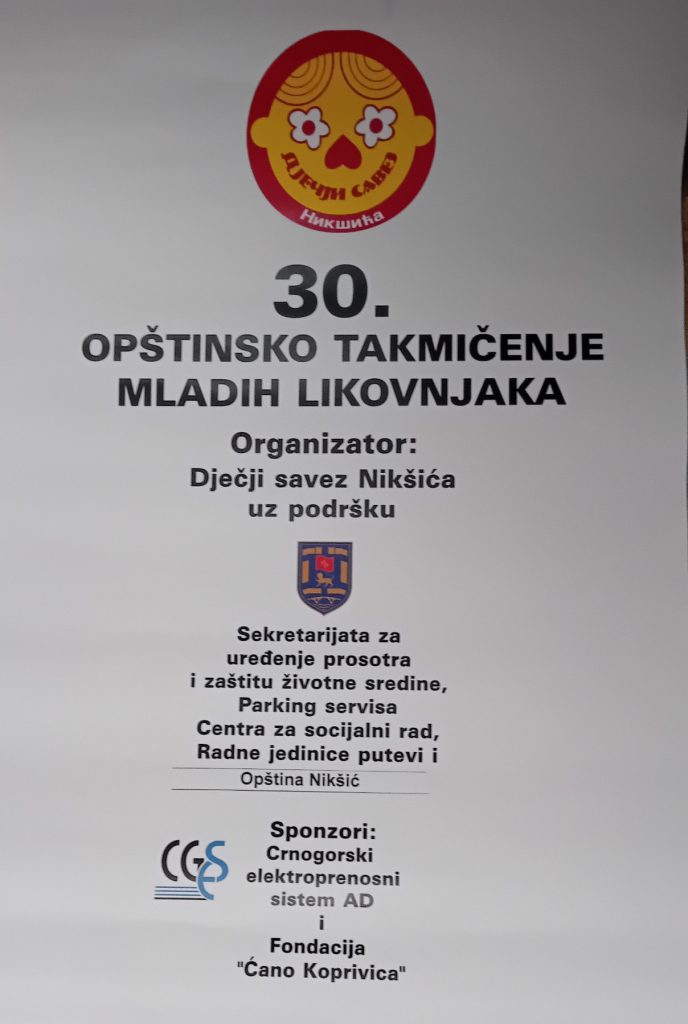 ДЈЕЧЈИ САВЕЗ
Никшића
30.
OPŠTINSKO TAKMIČENJE
MLADIH LIKOVNJAKA
Organizator:
Dječji savez Nikšića
uz podršku
Sekretarijata za
uređenje prosotra
i zaštitu životne sredine,
Parking servisa
Centra za socijalni rad,
Radne jedinice putevi i
Opština Nikšić
CGES
Sponzori:
Crnogorski
elektroprenosni
sistem AD
i
Fondacija
"Ćano Koprivica"